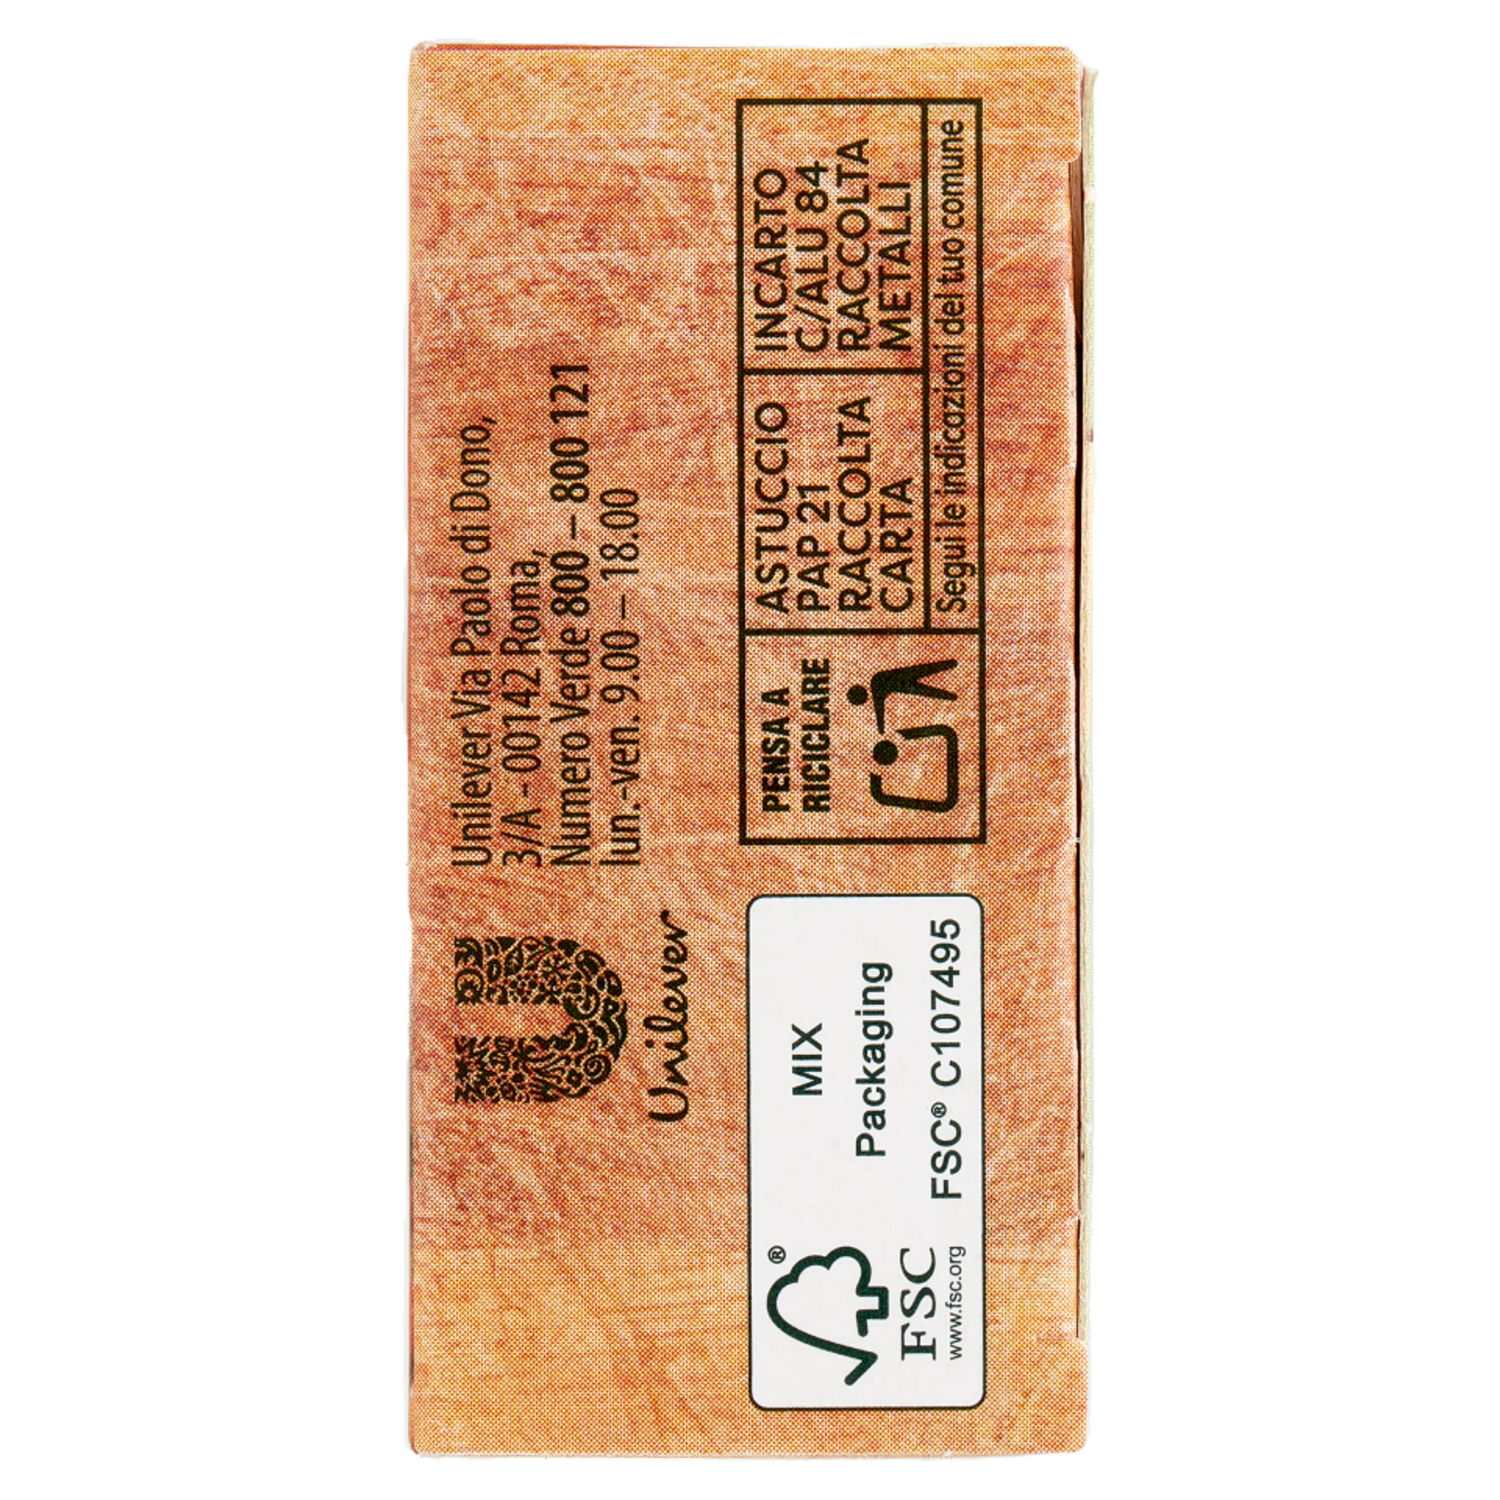 Unilever Via Paolo di Dono,
3/A - 00142 Roma,
Numero Verde 800 – 800 121
lun.-ven. 9.00 – 18.00
Unilever
PENSA A
RICICLARE
ASTUCCIO
PAP 21
RACCOLTA
CARTA
INCARTO
C/ALU 84
RACCOLTA
METALLI
Segui le indicazioni del tuo comune
®
FSC
www.fsc.org
MIX
Packaging
FSC® C107495